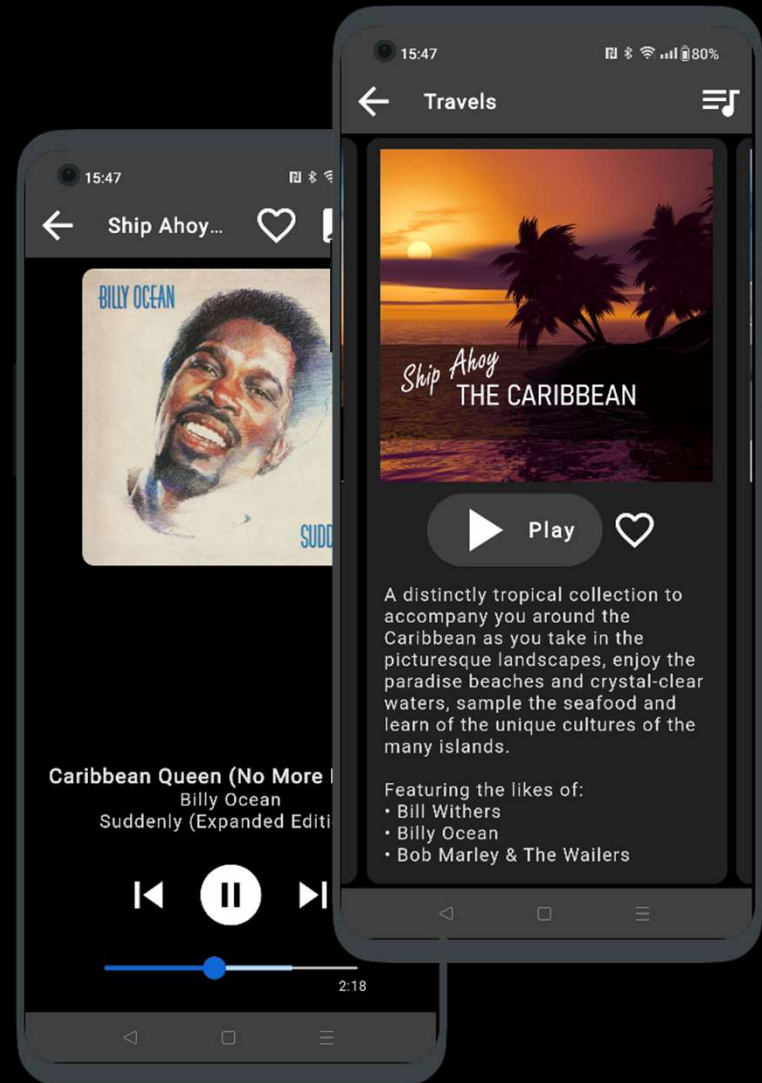 15:47
Ship Ahoy...
BILLY OCEAN
SUDD
Caribbean Queen (No More
Billy Ocean
Suddenly (Expanded Editi
2:18
15:47
80%
Travels
Ship Ahoy
THE CARIBBEAN
Play
A distinctly tropical collection to
accompany you around the
Caribbean as you take in the
picturesque landscapes, enjoy the
paradise beaches and crystal-clear
waters, sample the seafood and
learn of the unique cultures of the
many islands.
Featuring the likes of:
• Bill Withers
• Billy Ocean
• Bob Marley & The Wailers